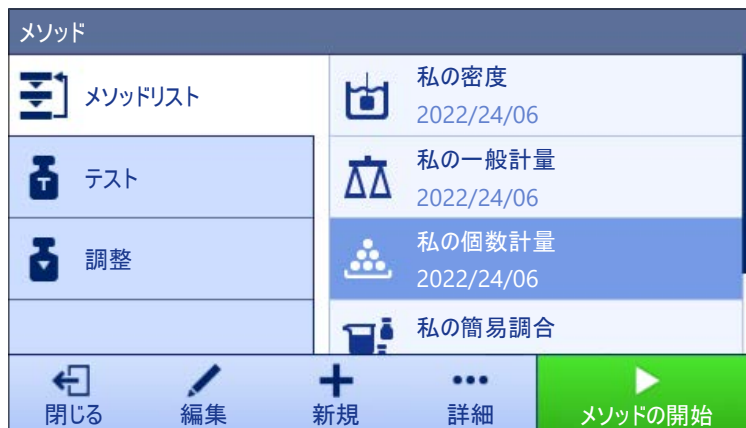 メソッド
メソッドリスト
テスト
調整
私の密度
2022/24/06
私の一般計量
2022/24/06
私の個数計量
2022/24/06
私の簡易調合
閉じる
編集
新規
詳細
メソッドの開始